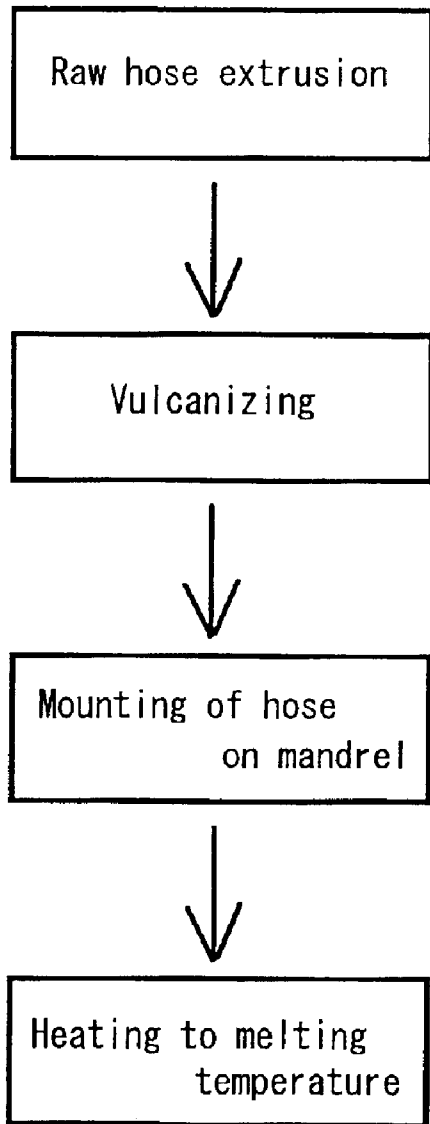 Raw hose extrusion
Vulcanizing
Mounting of hose
on mandrel
Heating to melting
temperature